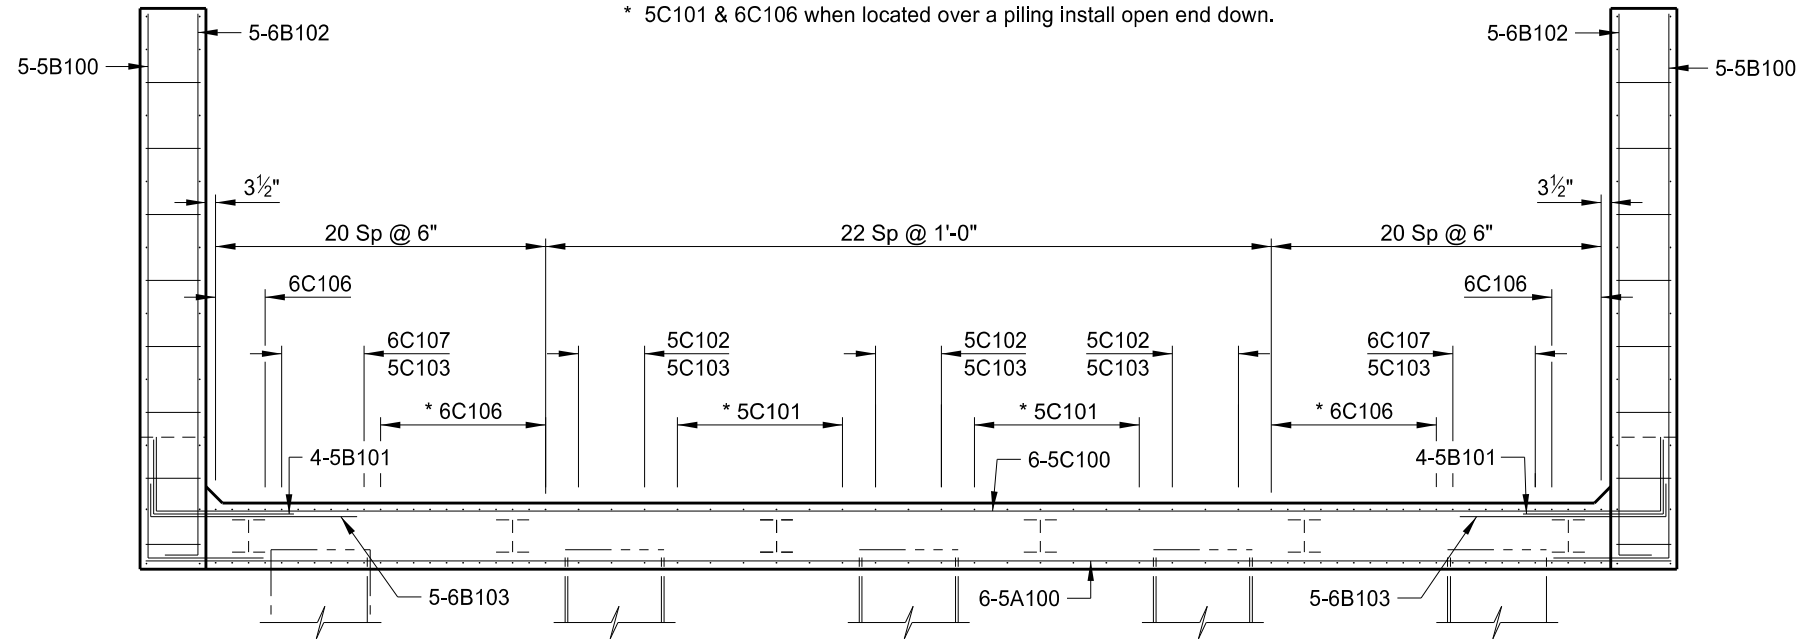 * 5C101 & 6C106 when located over a piling install open end down.
5-6B102
5-6B102
5-5B100
5-5B100
3½"
3½"
20 Sp @ 6"
22 Sp @ 1'-0"
20 Sp @ 6"
6C106
6C106
6C107
5C103
5C102
5C103
5C102
5C103
5C102
5C103
6C107
5C103
* 6C106
* 5C101
* 5C101
* 6C106
4-5B101
6-5C100
4-5B101
5-6B103
6-5A100
5-6B103